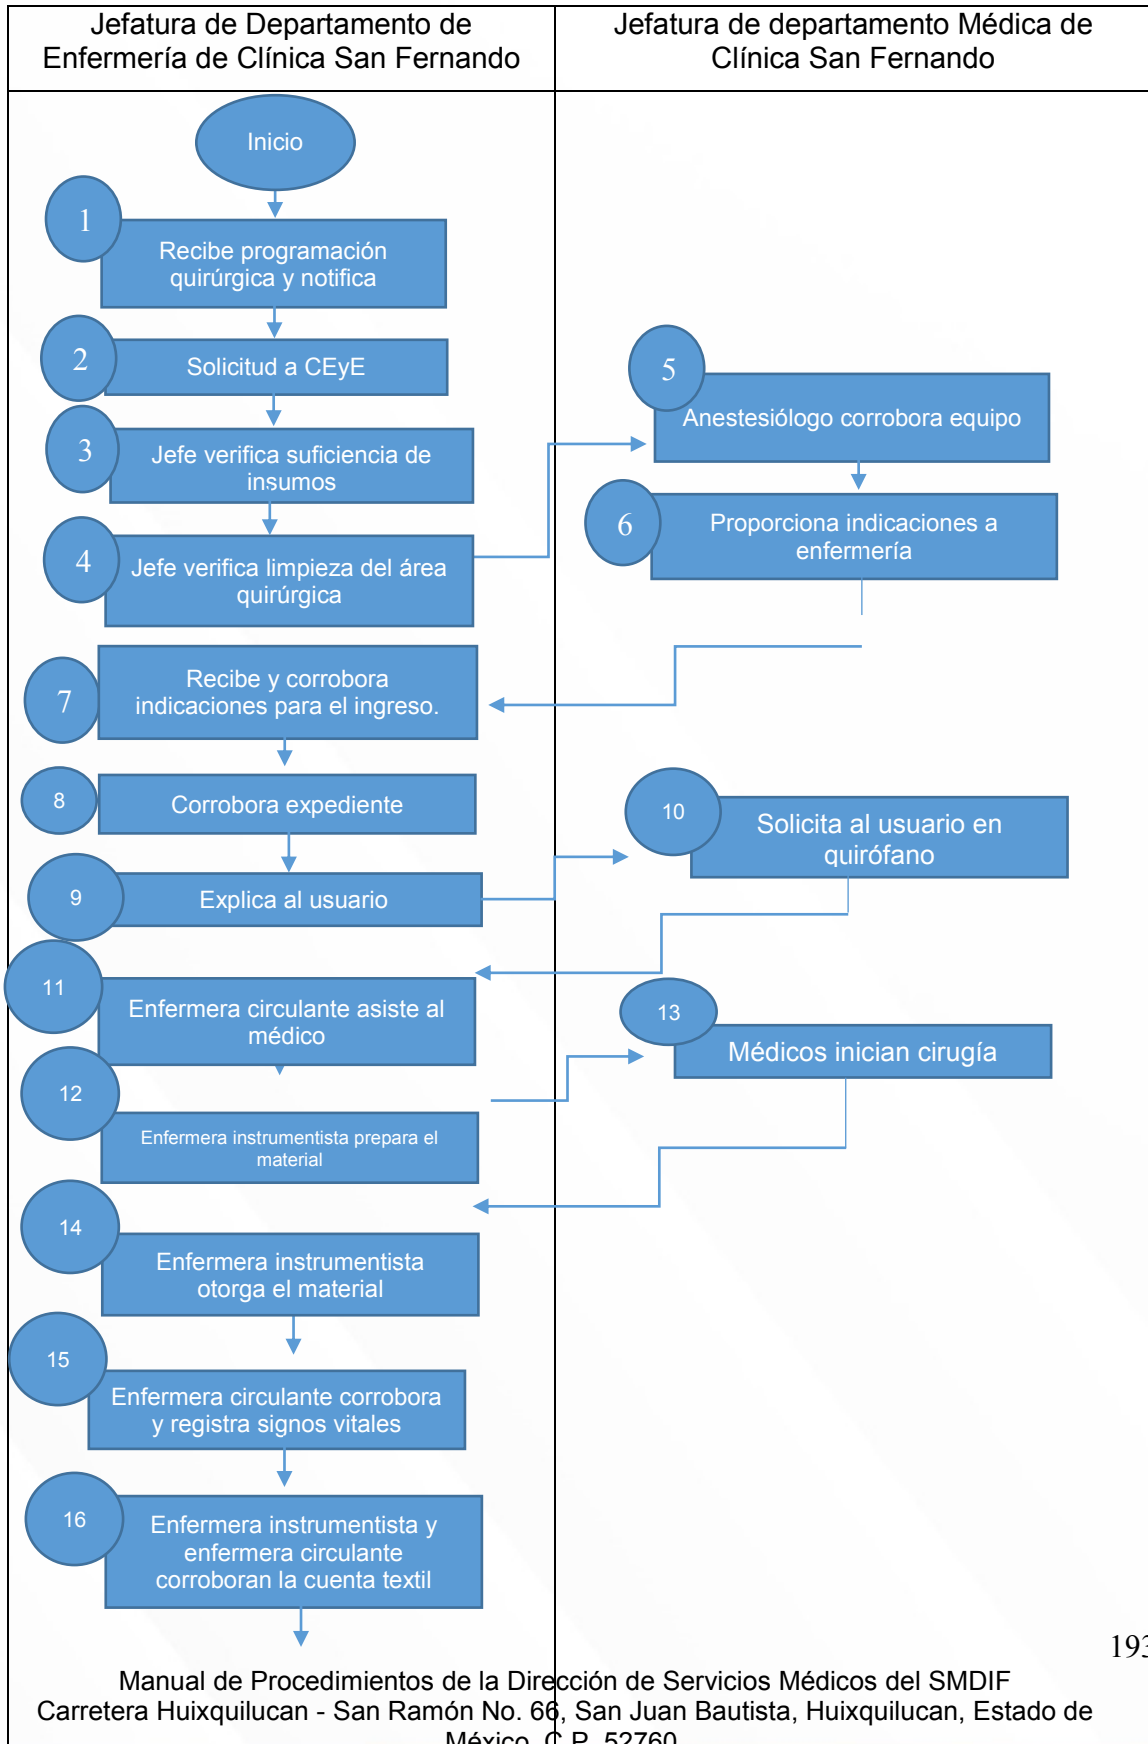 Jefatura de Departamento de
Enfermería de Clínica San Fernando
Jefatura de departamento Médica de
Clínica San Fernando
Inicio
1
Recibe programación
quirúrgica y notifica
2
Solicitud a CEyE
3
Jefe verifica suficiencia de
insumos
4
Jefe verifica limpieza del área
quirúrgica
5
Anestesiólogo corrobora equipo
6
Proporciona indicaciones a
enfermería
7
Recibe y corrobora
indicaciones para el ingreso.
8
Corrobora expediente
9
Explica al usuario
10
Solicita al usuario en
quirófano
11
Enfermera circulante asiste al
médico
12
Enfermera instrumentista prepara el
material
13
Médicos inician cirugía
14
Enfermera instrumentista
otorga el material
15
Enfermera circulante corrobora
y registra signos vitales
16
Enfermera instrumentista y
enfermera circulante
corroboran la cuenta textil
193
Manual de Procedimientos de la Dirección de Servicios Médicos del SMDIF
Carretera Huixquilucan - San Ramón No. 66, San Juan Bautista, Huixquilucan, Estado de
México, C.P. 52760